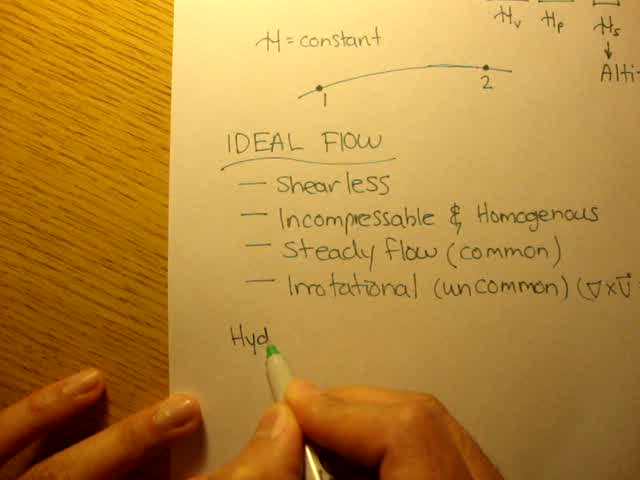 Hv Hp Hs
H = constant
Alti
1 2
IDEAL FLOW
— Shearless
— Incompressable & Homogenous
— Steady flow (common)
— Irrotational (uncommon) (∇ x V⃗ =
Hyd